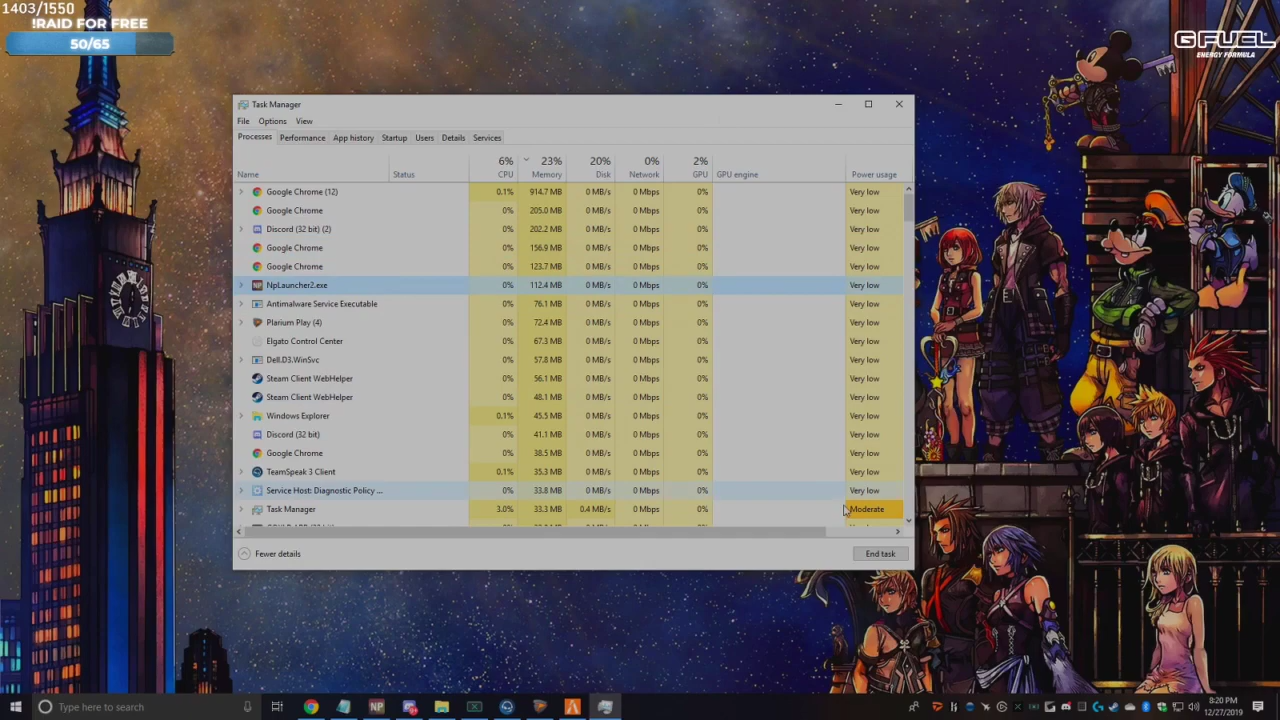 1403/1550
!RAID FOR FREE
50/65
GFUEL
ENERGY FORMULA
Task Manager
File Options View
Processes Performance App history Startup Users Details Services
6% 23% 20% 0% 2%
Name Status CPU Memory Disk Network GPU GPU engine Power usage
Google Chrome (12) 0.1% 914.7 MB 0 MB/s 0 Mbps 0% Very low
Google Chrome 0% 205.0 MB 0 MB/s 0 Mbps 0% Very low
Discord (32 bit) (2) 0% 202.2 MB 0 MB/s 0 Mbps 0% Very low
Google Chrome 0% 156.9 MB 0 MB/s 0 Mbps 0% Very low
Google Chrome 0% 123.7 MB 0 MB/s 0 Mbps 0% Very low
NpLauncher2.exe 0% 112.4 MB 0 MB/s 0 Mbps 0% Very low
Antimalware Service Executable 0% 76.1 MB 0 MB/s 0 Mbps 0% Very low
Plarium Play (4) 0% 72.4 MB 0 MB/s 0 Mbps 0% Very low
Elgato Control Center 0% 67.3 MB 0 MB/s 0 Mbps 0% Very low
Dell.D3.WinSvc 0% 57.8 MB 0 MB/s 0 Mbps 0% Very low
Steam Client WebHelper 0% 56.1 MB 0 MB/s 0 Mbps 0% Very low
Steam Client WebHelper 0% 48.1 MB 0 MB/s 0 Mbps 0% Very low
Windows Explorer 0.1% 45.5 MB 0 MB/s 0 Mbps 0% Very low
Discord (32 bit) 0% 41.1 MB 0 MB/s 0 Mbps 0% Very low
Google Chrome 0% 38.5 MB 0 MB/s 0 Mbps 0% Very low
TeamSpeak 3 Client 0.1% 35.3 MB 0 MB/s 0 Mbps 0% Very low
Service Host: Diagnostic Policy ... 0% 33.8 MB 0 MB/s 0 Mbps 0% Very low
Task Manager 3.0% 33.3 MB 0.4 MB/s 0 Mbps 0% Moderate
Fewer details End task
Type here to search
NP
8:20 PM
12/27/2019